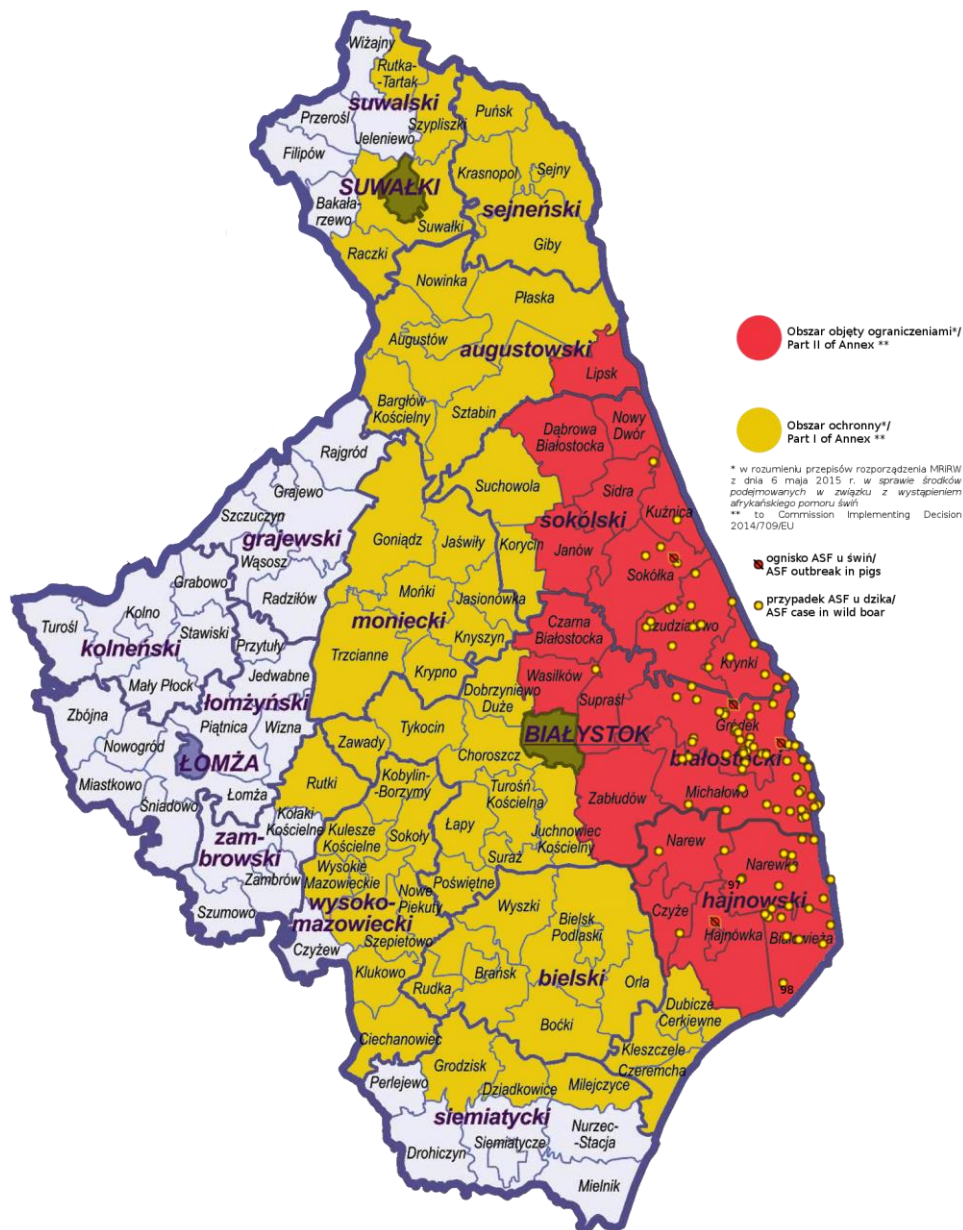 Wiżajny
Rutka-
-Tartak
suwalski
Szypliszki
Puńsk
Przerośl
Jeleniewo
Filipów
Krasnopol
Sejny
SUWAŁKI
Bakała-
rzewo
sejneński
Suwałki
Raczki
Giby
Nowinka
Płaska
Augustów
augustowski
Lipsk
Bargłów
Kościelny
Sztabin
Nowy
Dwór
Dąbrowa
Białostocka
Rajgród
Suchowola
Sidra
Grajewo
Kuźnica
Szczuczyn
sokólski
grajewski
Goniądz
Jaświły
Korycin
Janów
Wąsosz
Sokółka
Grabowo
Radziłów
Mońki
Jasionówka
Kolno
Turośl
Stawiski
moniecki
Czarna
Białostocka
Szudziałowo
kolneński
Przytuły
Knyszyn
Trzcianne
Krypno
Krynki
Jedwabne
Wasilków
Mały Płock
Dobrzyniewo
Duże
Supraśl
łomżyński
Zbójna
Piątnica
Wizna
Tykocin
Gródek
Nowogród
Zawady
BIAŁYSTOK
ŁOMŻA
Choroszcz
białostocki
Miastkowo
Rutki
Kobylin-
-Borzymy
Łomża
Turośń
Kościelna
Zabłudów
Michałowo
Śniadowo
Kołaki
Kościelne
Łapy
Kulesze
Kościelne
Sokoły
Juchnowiec
Kościelny
zam-
browski
Suraż
Narew
Narewka
Wysokie
Mazowieckie
Zambrów
Poświętne
97
Nowe
Piekuty
hajnowski
wysoko-
mazowiecki
Szumowo
Wyszki
Czyże
Bielsk
Podlaski
Szepietowo
Hajnówka
Białowieża
Czyżew
Klukowo
Brańsk
bielski
Rudka
Orla
98
Dubicze
Cerkiewne
Boćki
Ciechanowiec
Kleszczele
Grodzisk
Czeremcha
Perlejewo
Dziadkowice
Milejczyce
siemiatycki
Nurzec-
-Stacja
Siemiatycze
Drohiczyn
Mielnik
Obszar objęty ograniczeniami*/
Part II of Annex **
Obszar ochronny*/
Part I of Annex **
* w rozumieniu przepisów rozporządzenia MRiRW
z dnia 6 maja 2015 r. w sprawie środków
podejmowanych w związku z wystąpieniem
afrykańskiego pomoru świń
** to Commission Implementing Decision
2014/709/EU
ognisko ASF u świń/
ASF outbreak in pigs
przypadek ASF u dzika/
ASF case in wild boar